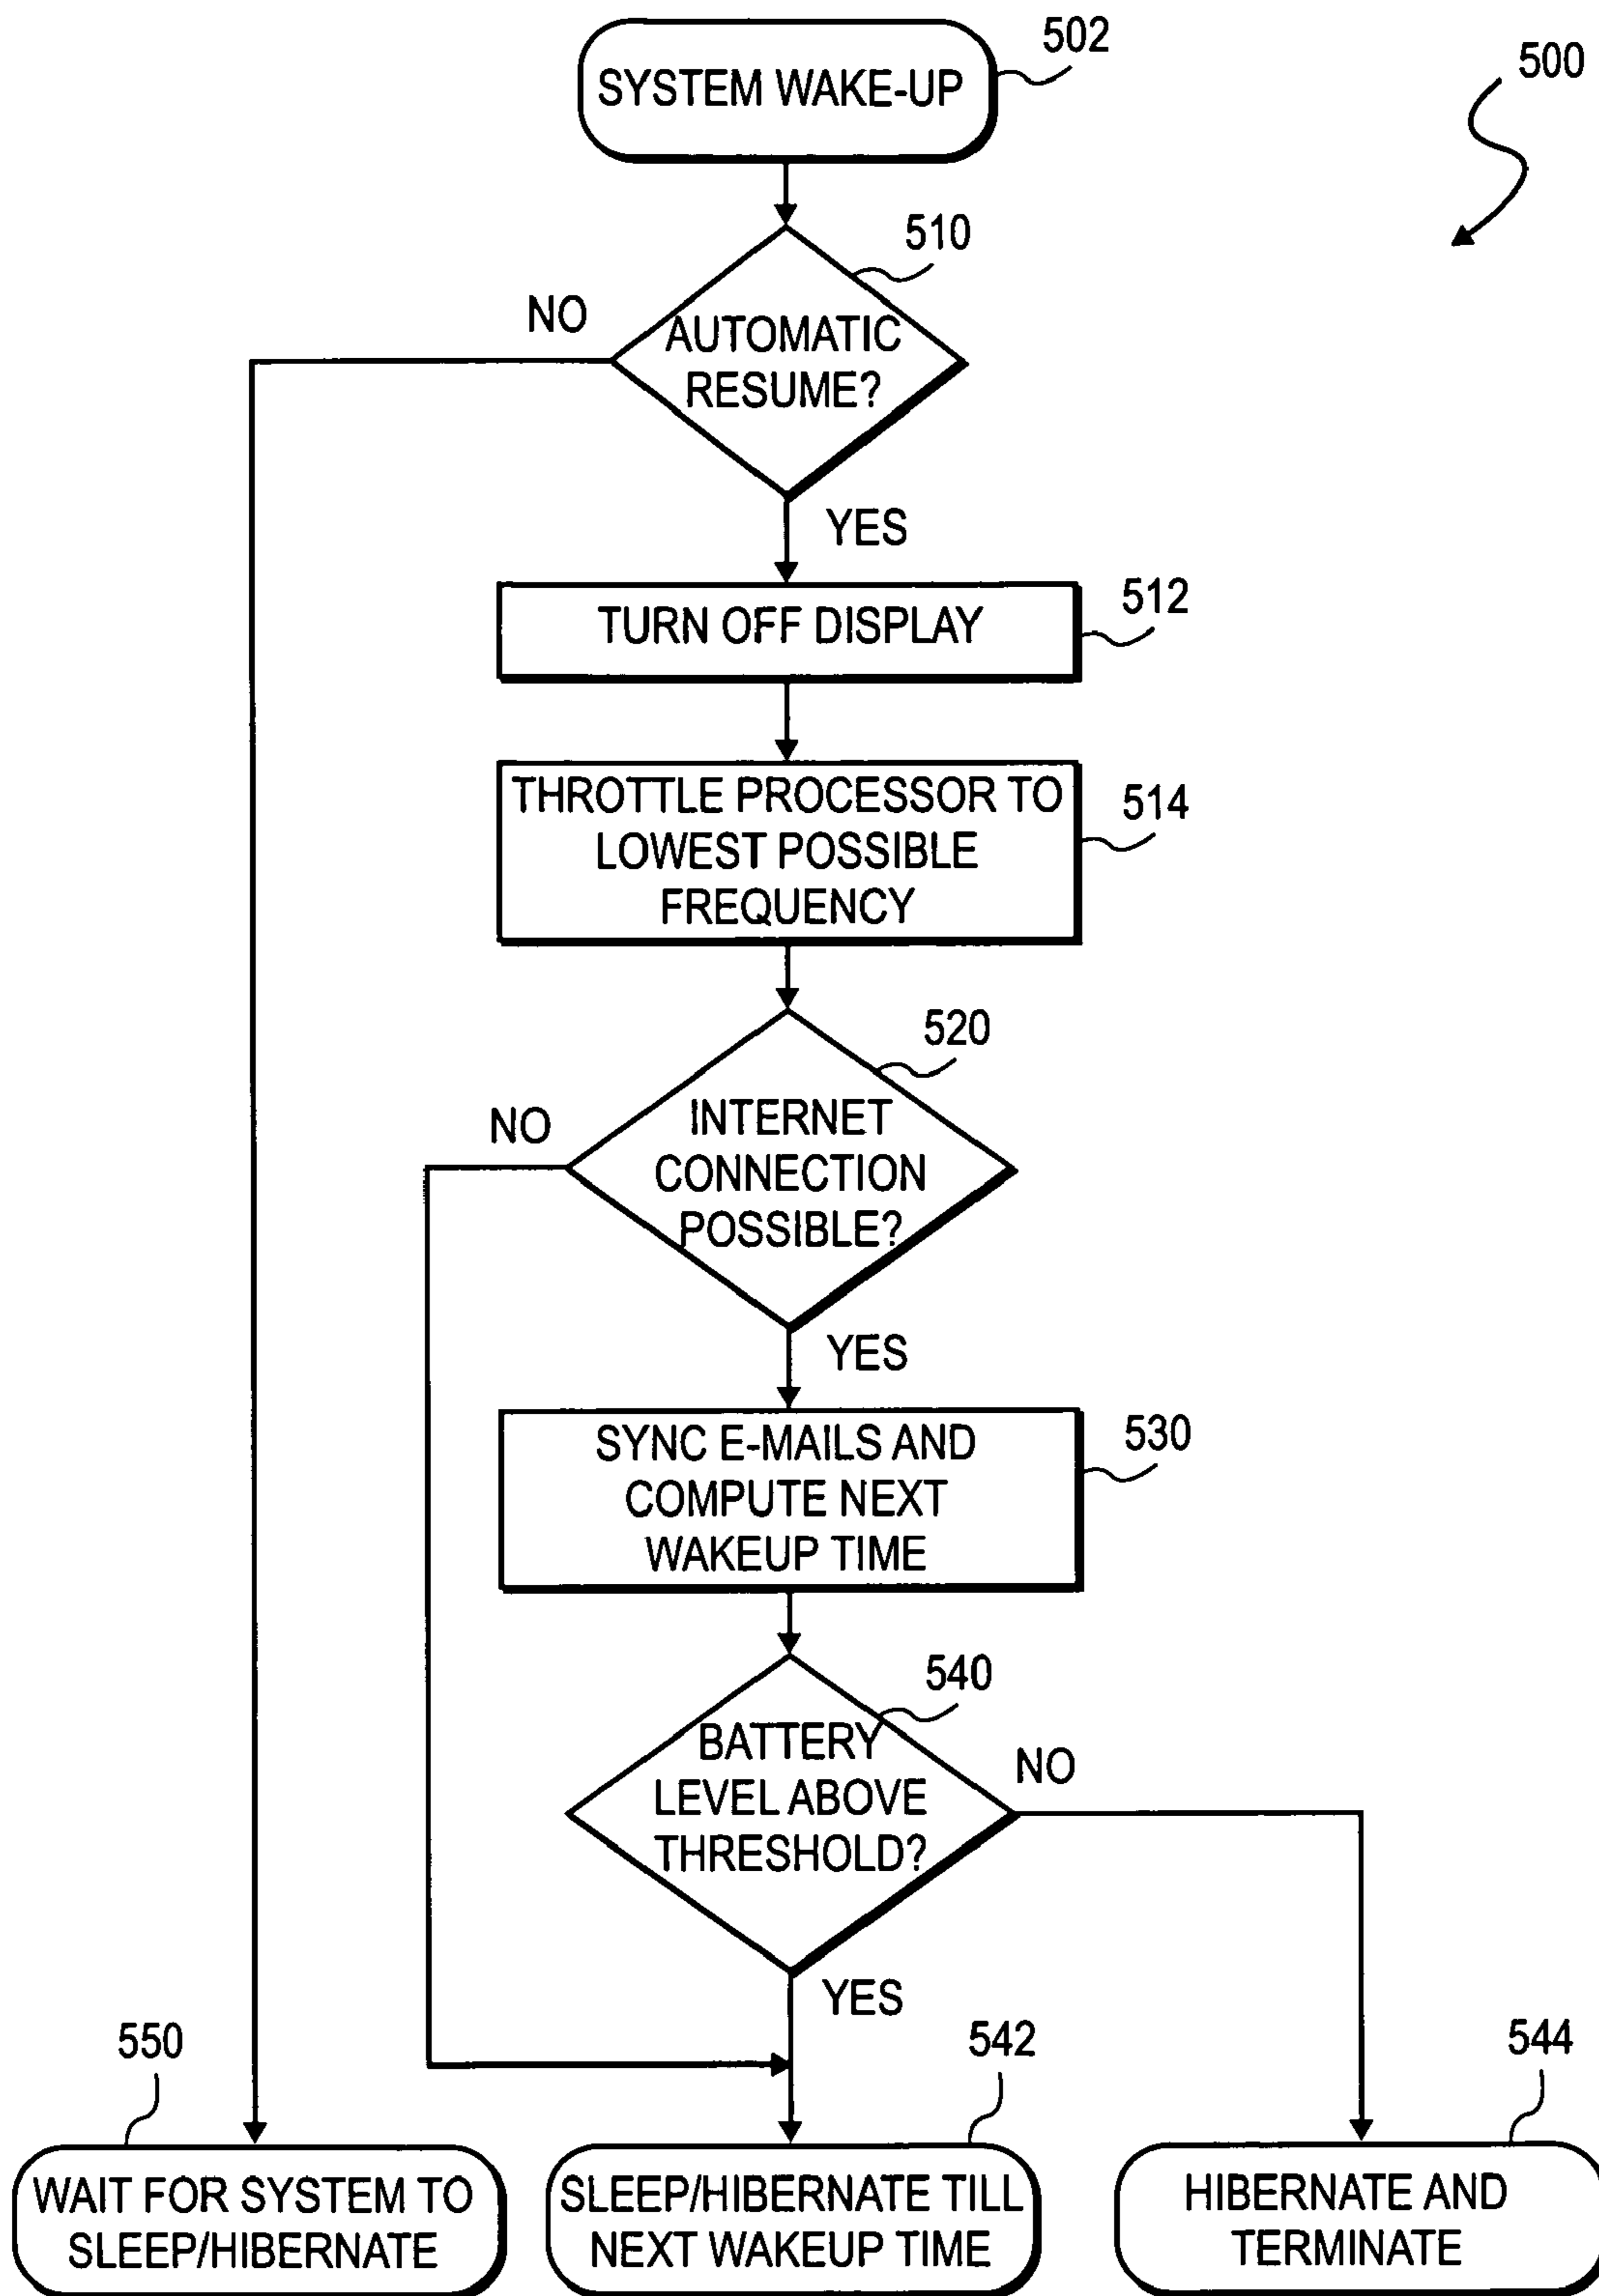 502
SYSTEM WAKE-UP
500
510
NO
AUTOMATIC
RESUME?
YES
512
TURN OFF DISPLAY
THROTTLE PROCESSOR TO
514
LOWEST POSSIBLE
FREQUENCY
520
NO
INTERNET
CONNECTION
POSSIBLE?
YES
530
SYNC E-MAILS AND
COMPUTE NEXT
WAKEUP TIME
540
BATTERY
LEVEL ABOVE
THRESHOLD?
NO
YES
550
542
544
WAIT FOR SYSTEM TO
SLEEP/HIBERNATE
SLEEP/HIBERNATE TILL
NEXT WAKEUP TIME
HIBERNATE AND
TERMINATE